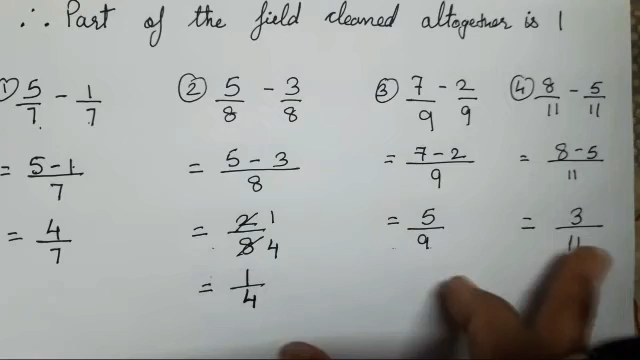 ∴ Part of the field cleaned altogether is 1
① 5/7 - 1/7
= 5-1/7
= 4/7
② 5/8 - 3/8
= 5-3/8
= 2/8 1 4
= 1/4
③ 7/9 - 2/9
= 7-2/9
= 5/9
④ 8/11 - 5/11
= 8-5/11
= 3/11